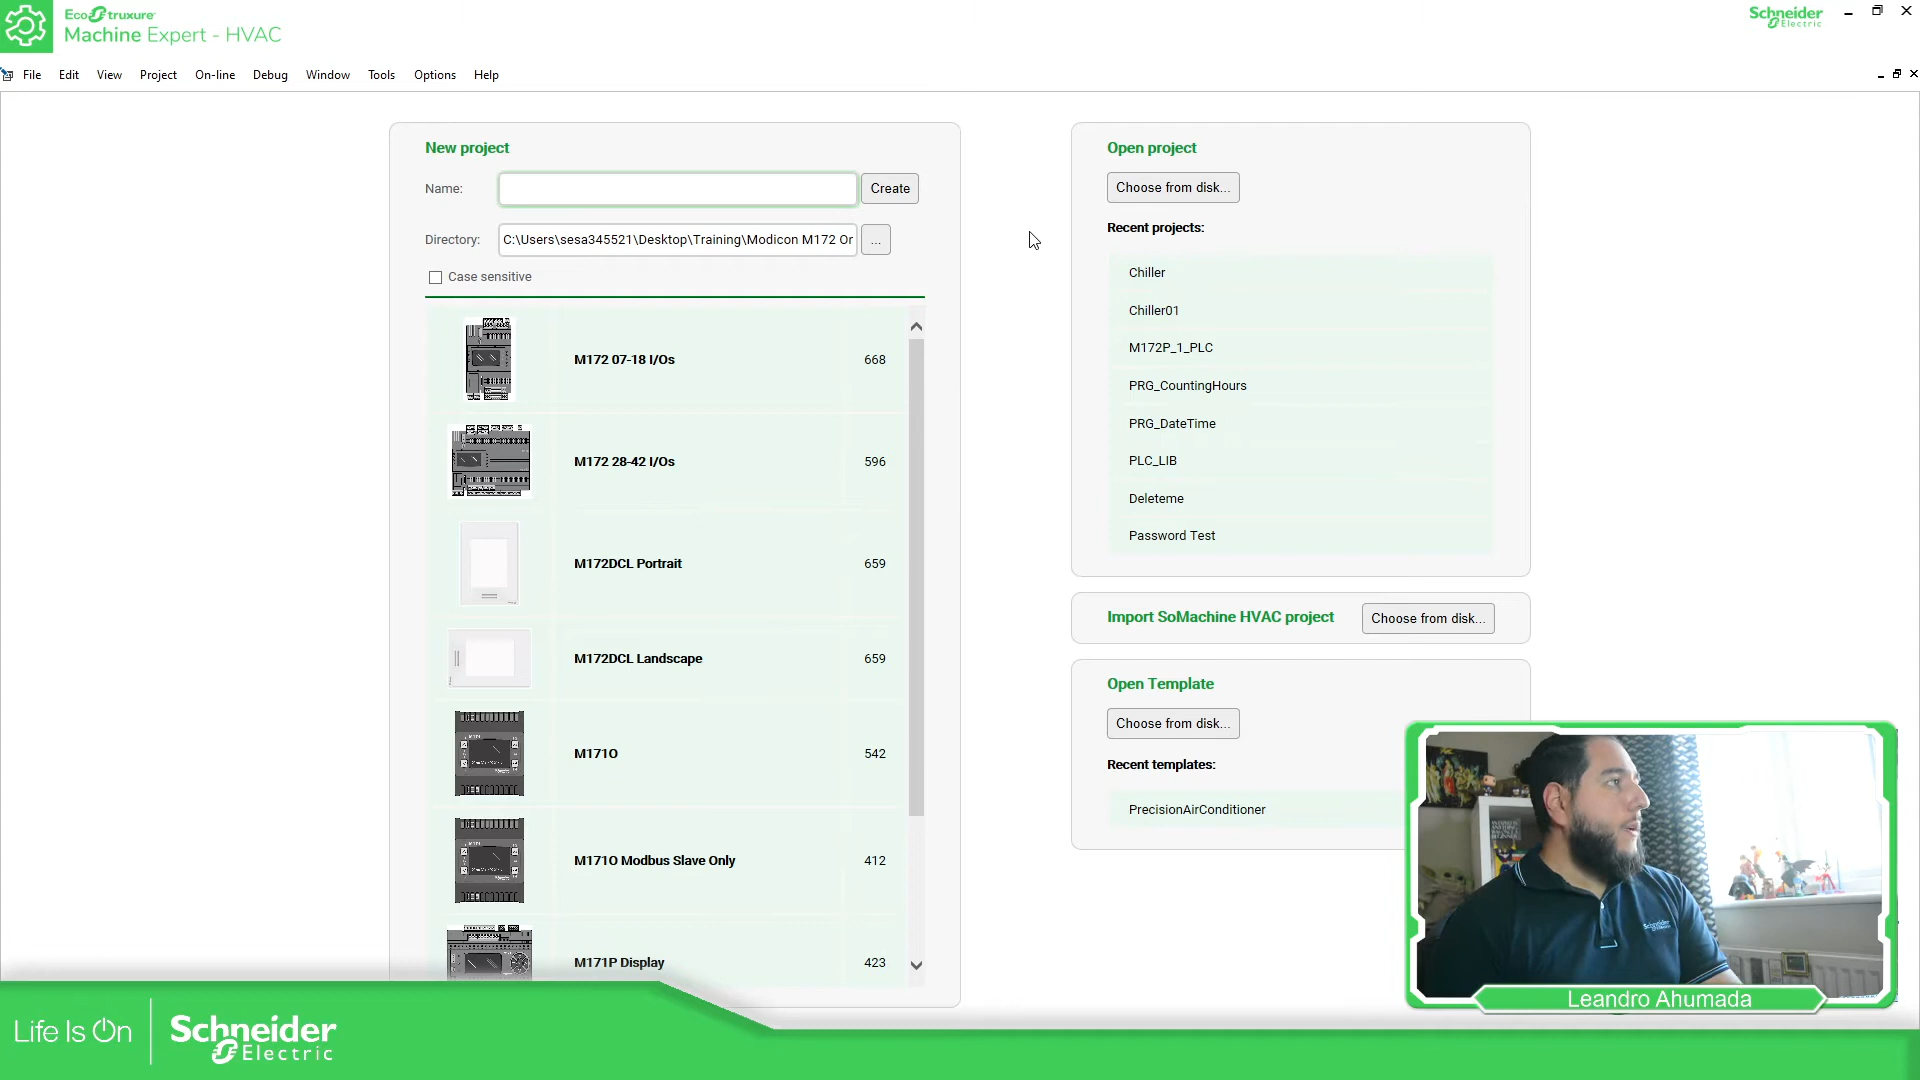 EcoStruxure
Machine Expert - HVAC
Schneider
Electric
File Edit View Project On-line Debug Window Tools Options Help
New project
Name:
Create
Directory:
C:\Users\sesa345521\Desktop\Training\Modicon M172 Or
...
Case sensitive
M172 07-18 I/Os 668
M172 28-42 I/Os 596
M172DCL Portrait 659
M172DCL Landscape 659
M171O 542
M171O Modbus Slave Only 412
M171P Display 423
Open project
Choose from disk...
Recent projects:
Chiller
Chiller01
M172P_1_PLC
PRG_CountingHours
PRG_DateTime
PLC_LIB
Deleteme
Password Test
Import SoMachine HVAC project
Choose from disk...
Open Template
Choose from disk...
Recent templates:
PrecisionAirConditioner
Schneider
Leandro Ahumada
Life Is On
Schneider
Electric